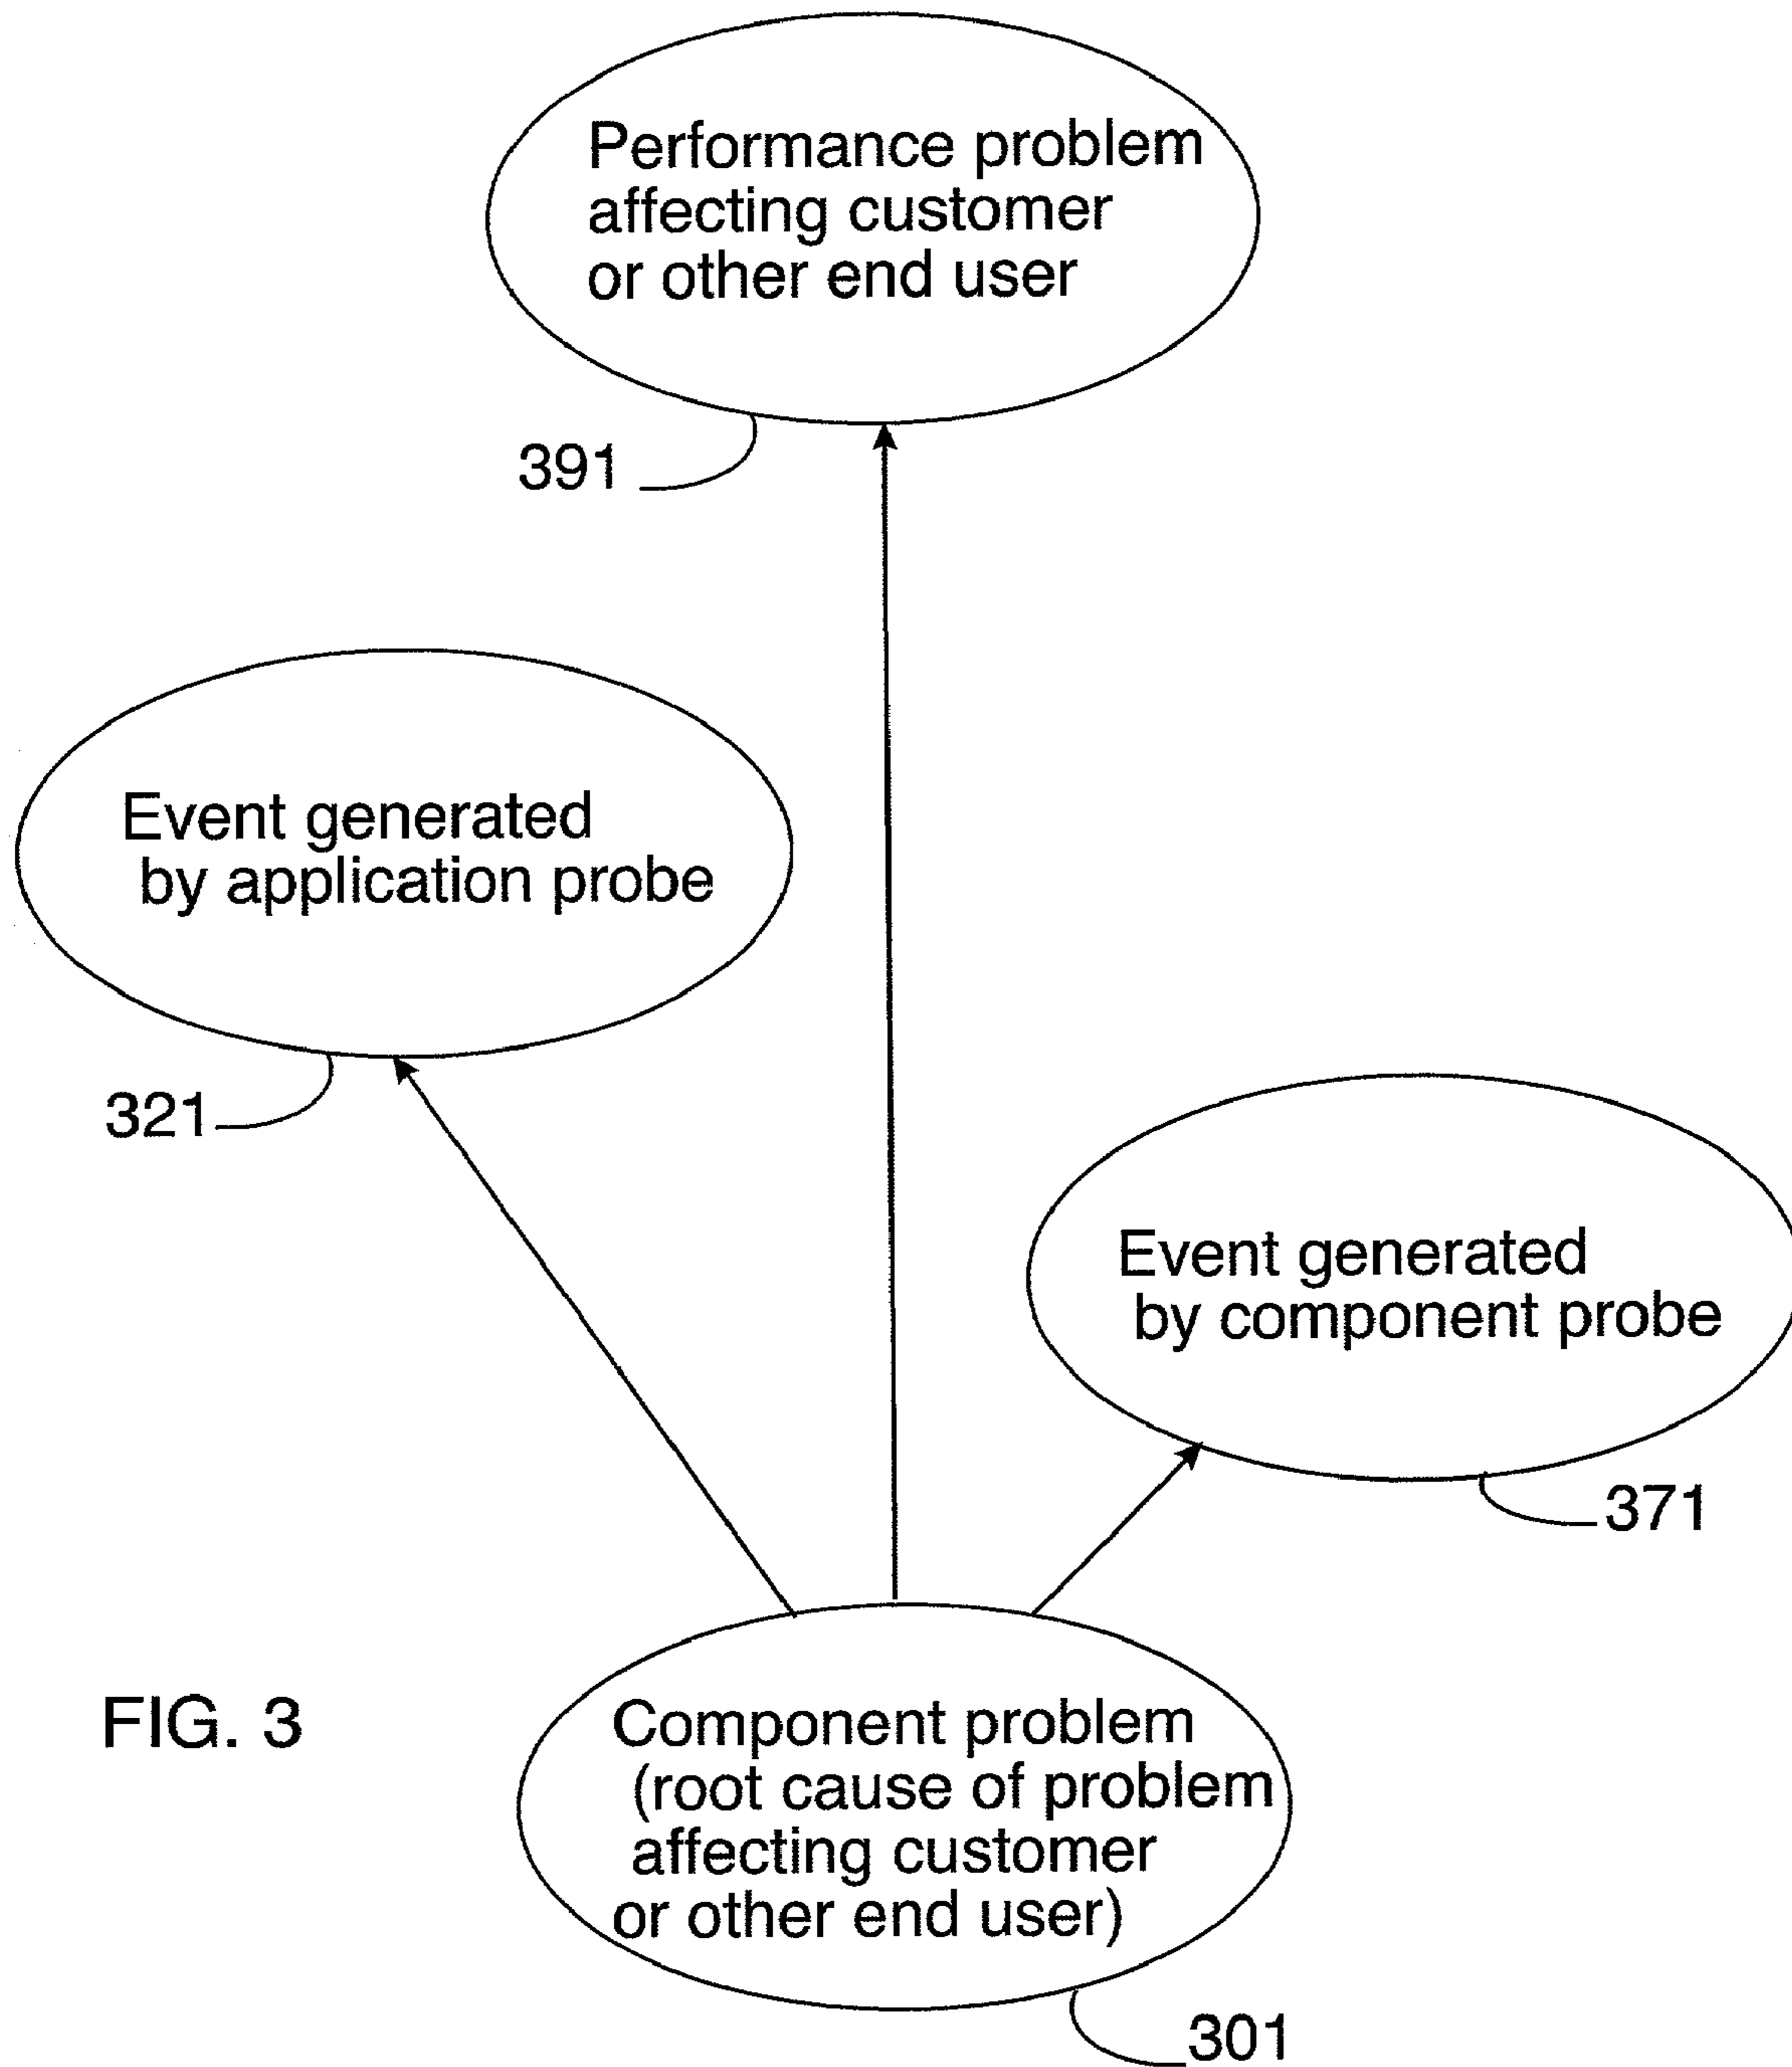 Performance problem
affecting customer
or other end user
391
Event generated
by application probe
321
Event generated
by component probe
371
FIG. 3
Component problem
(root cause of problem
affecting customer
or other end user)
301